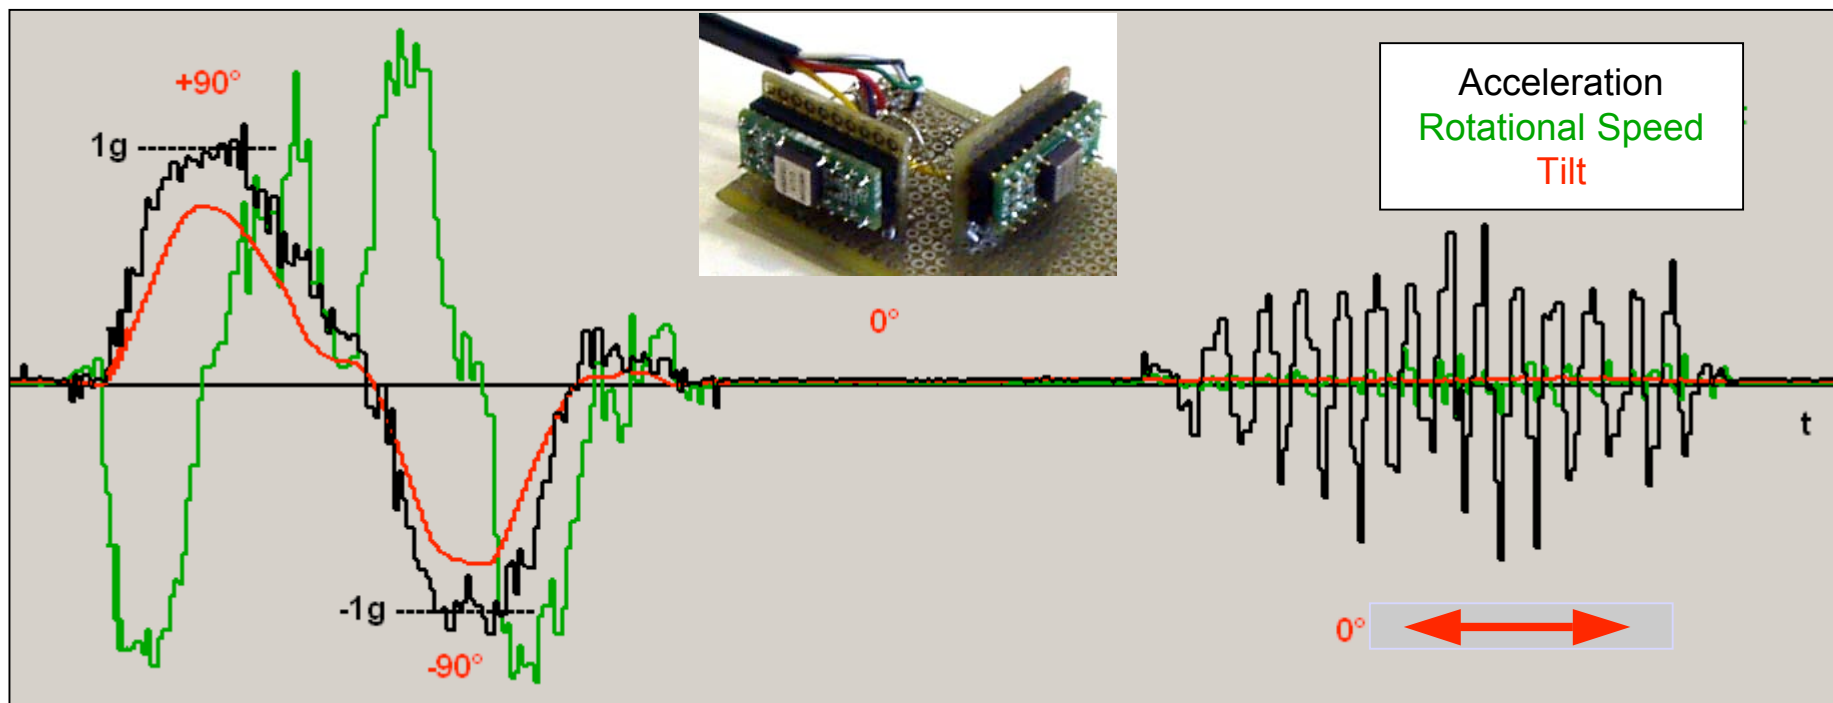 +90°
1g
Acceleration
Rotational Speed
Tilt
0°
t
-1g
0°
-90°